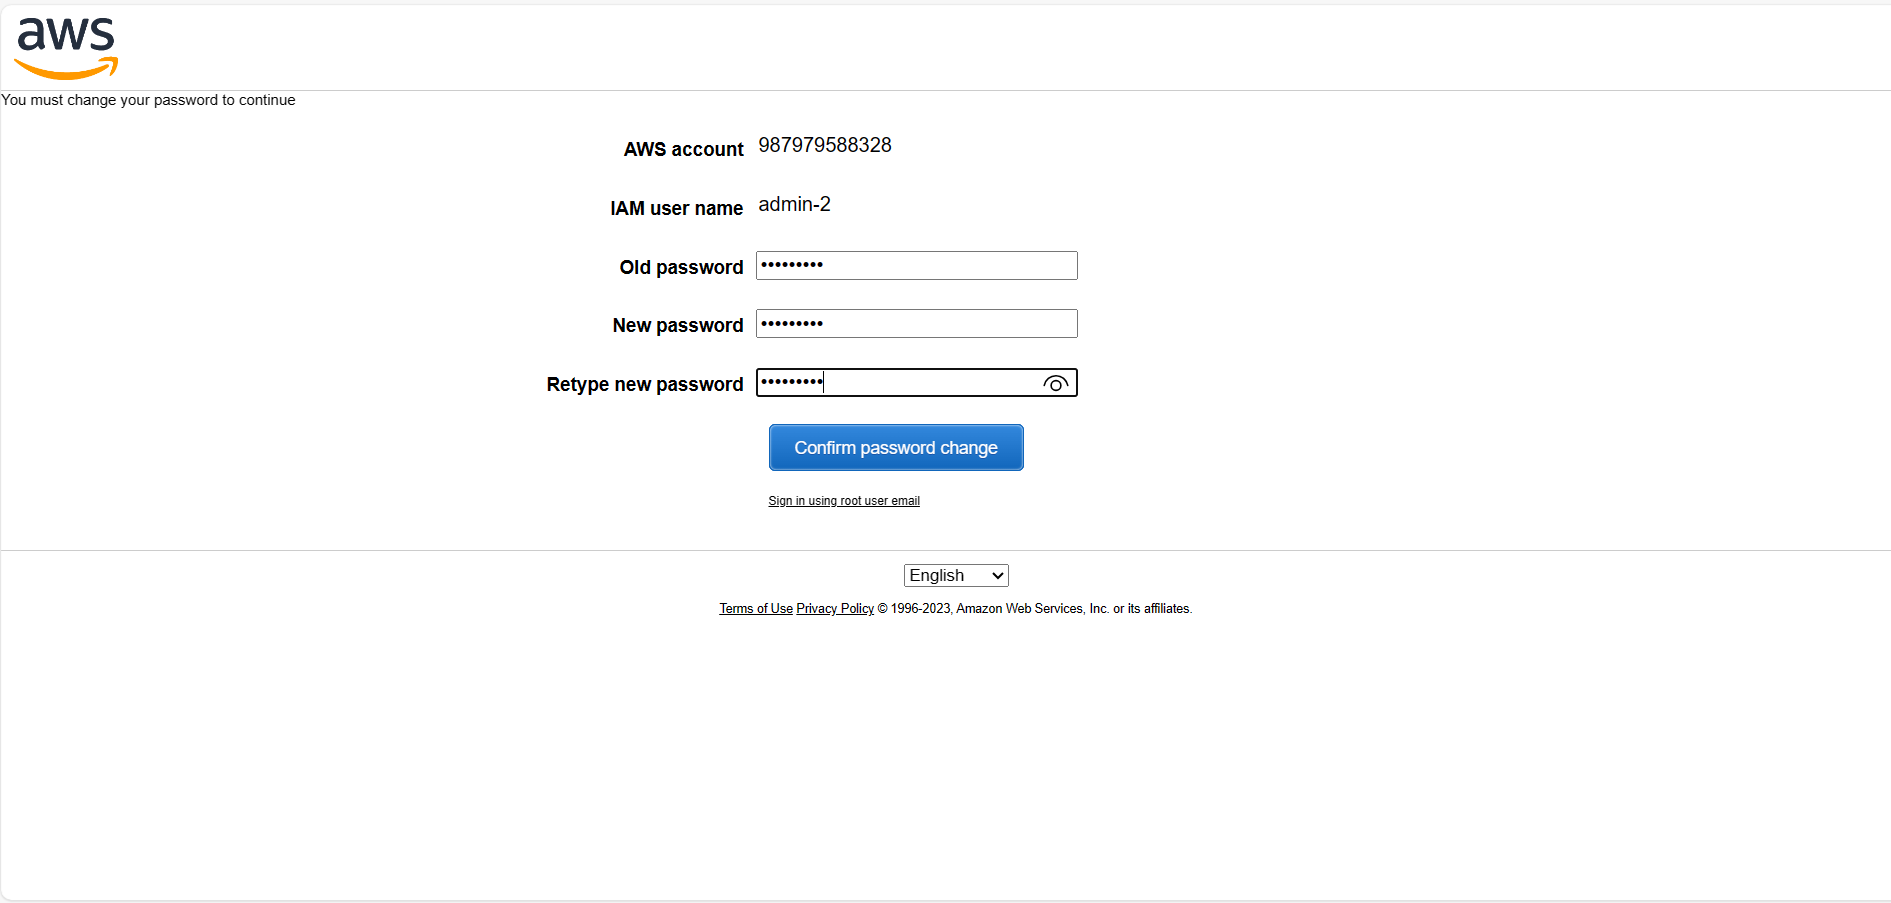 aws
You must change your password to continue
AWS account 987979588328
IAM user name admin-2
Old password •••••••••
New password •••••••••
Retype new password •••••••••
Confirm password change
Sign in using root user email
English
Terms of Use Privacy Policy © 1996-2023, Amazon Web Services, Inc. or its affiliates.